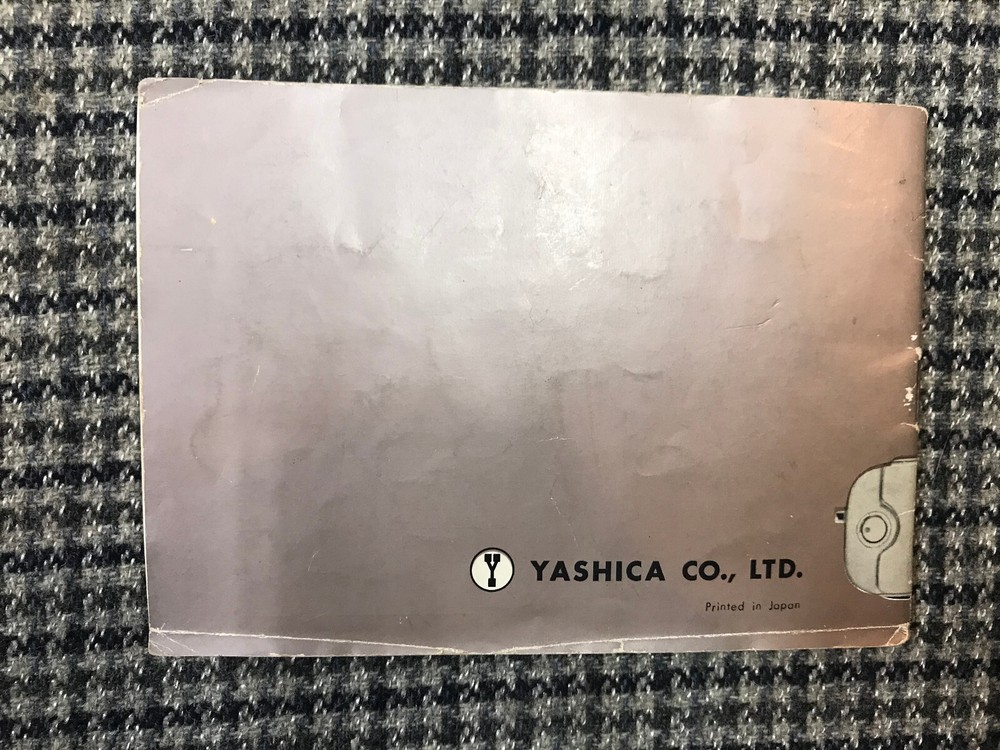 Y YASHICA CO., LTD.
Printed in Japan